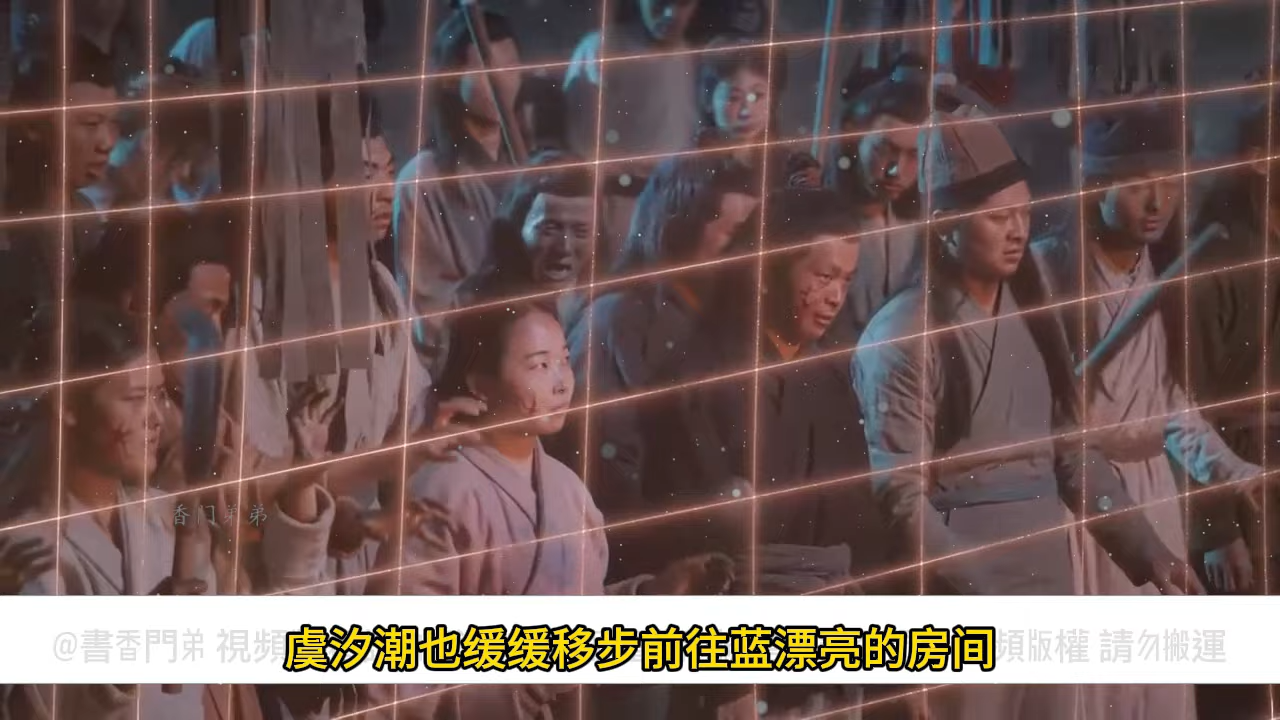 香门弟弟
@書香門弟 視頻
虞汐潮也缓缓移步前往蓝漂亮的房间
頻版權 請勿搬運